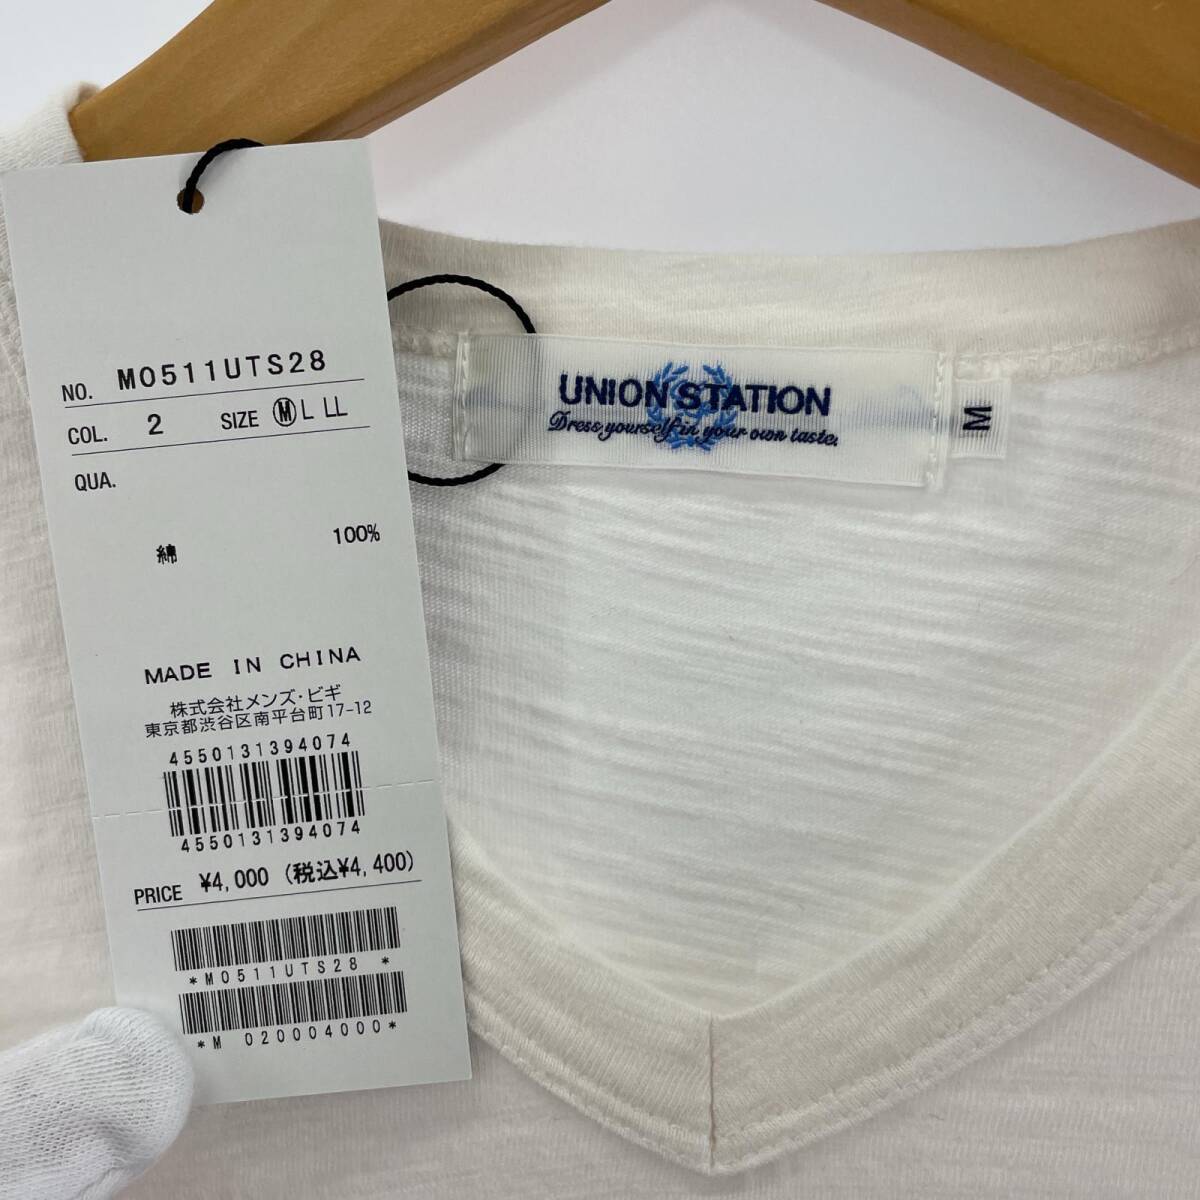 NO. M0511UTS28
COL. 2 SIZE Ⓜ L LL
QUA.
綿 100%
MADE IN CHINA
株式会社メンズ・ビギ
東京都渋谷区南平台町17-12
4550131394074
4550131394074
PRICE ¥4,000 (税込¥4,400)
*M0511UTS28 *
*M 020004000*
UNION STATION
Dress yourself in your own taste.
M